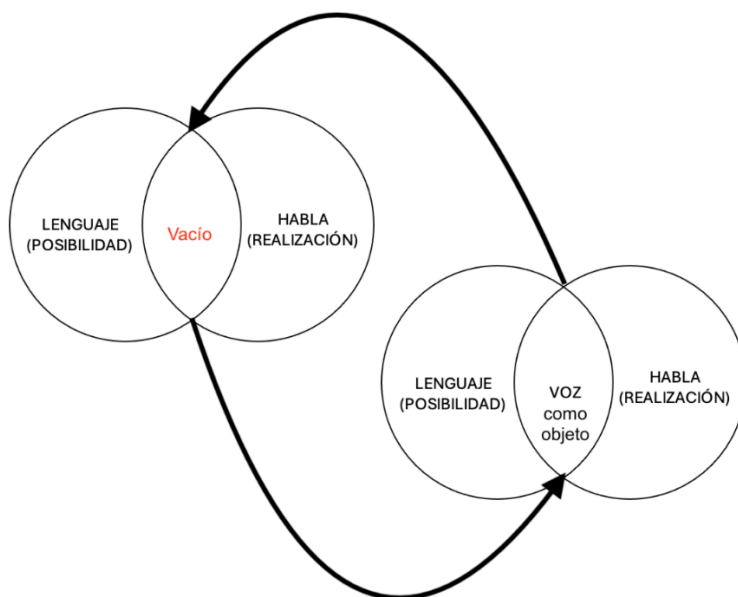 LENGUAJE
(POSIBILIDAD)
Vacío
HABLA
(REALIZACIÓN)
LENGUAJE
(POSIBILIDAD)
VOZ
como
objeto
HABLA
(REALIZACIÓN)